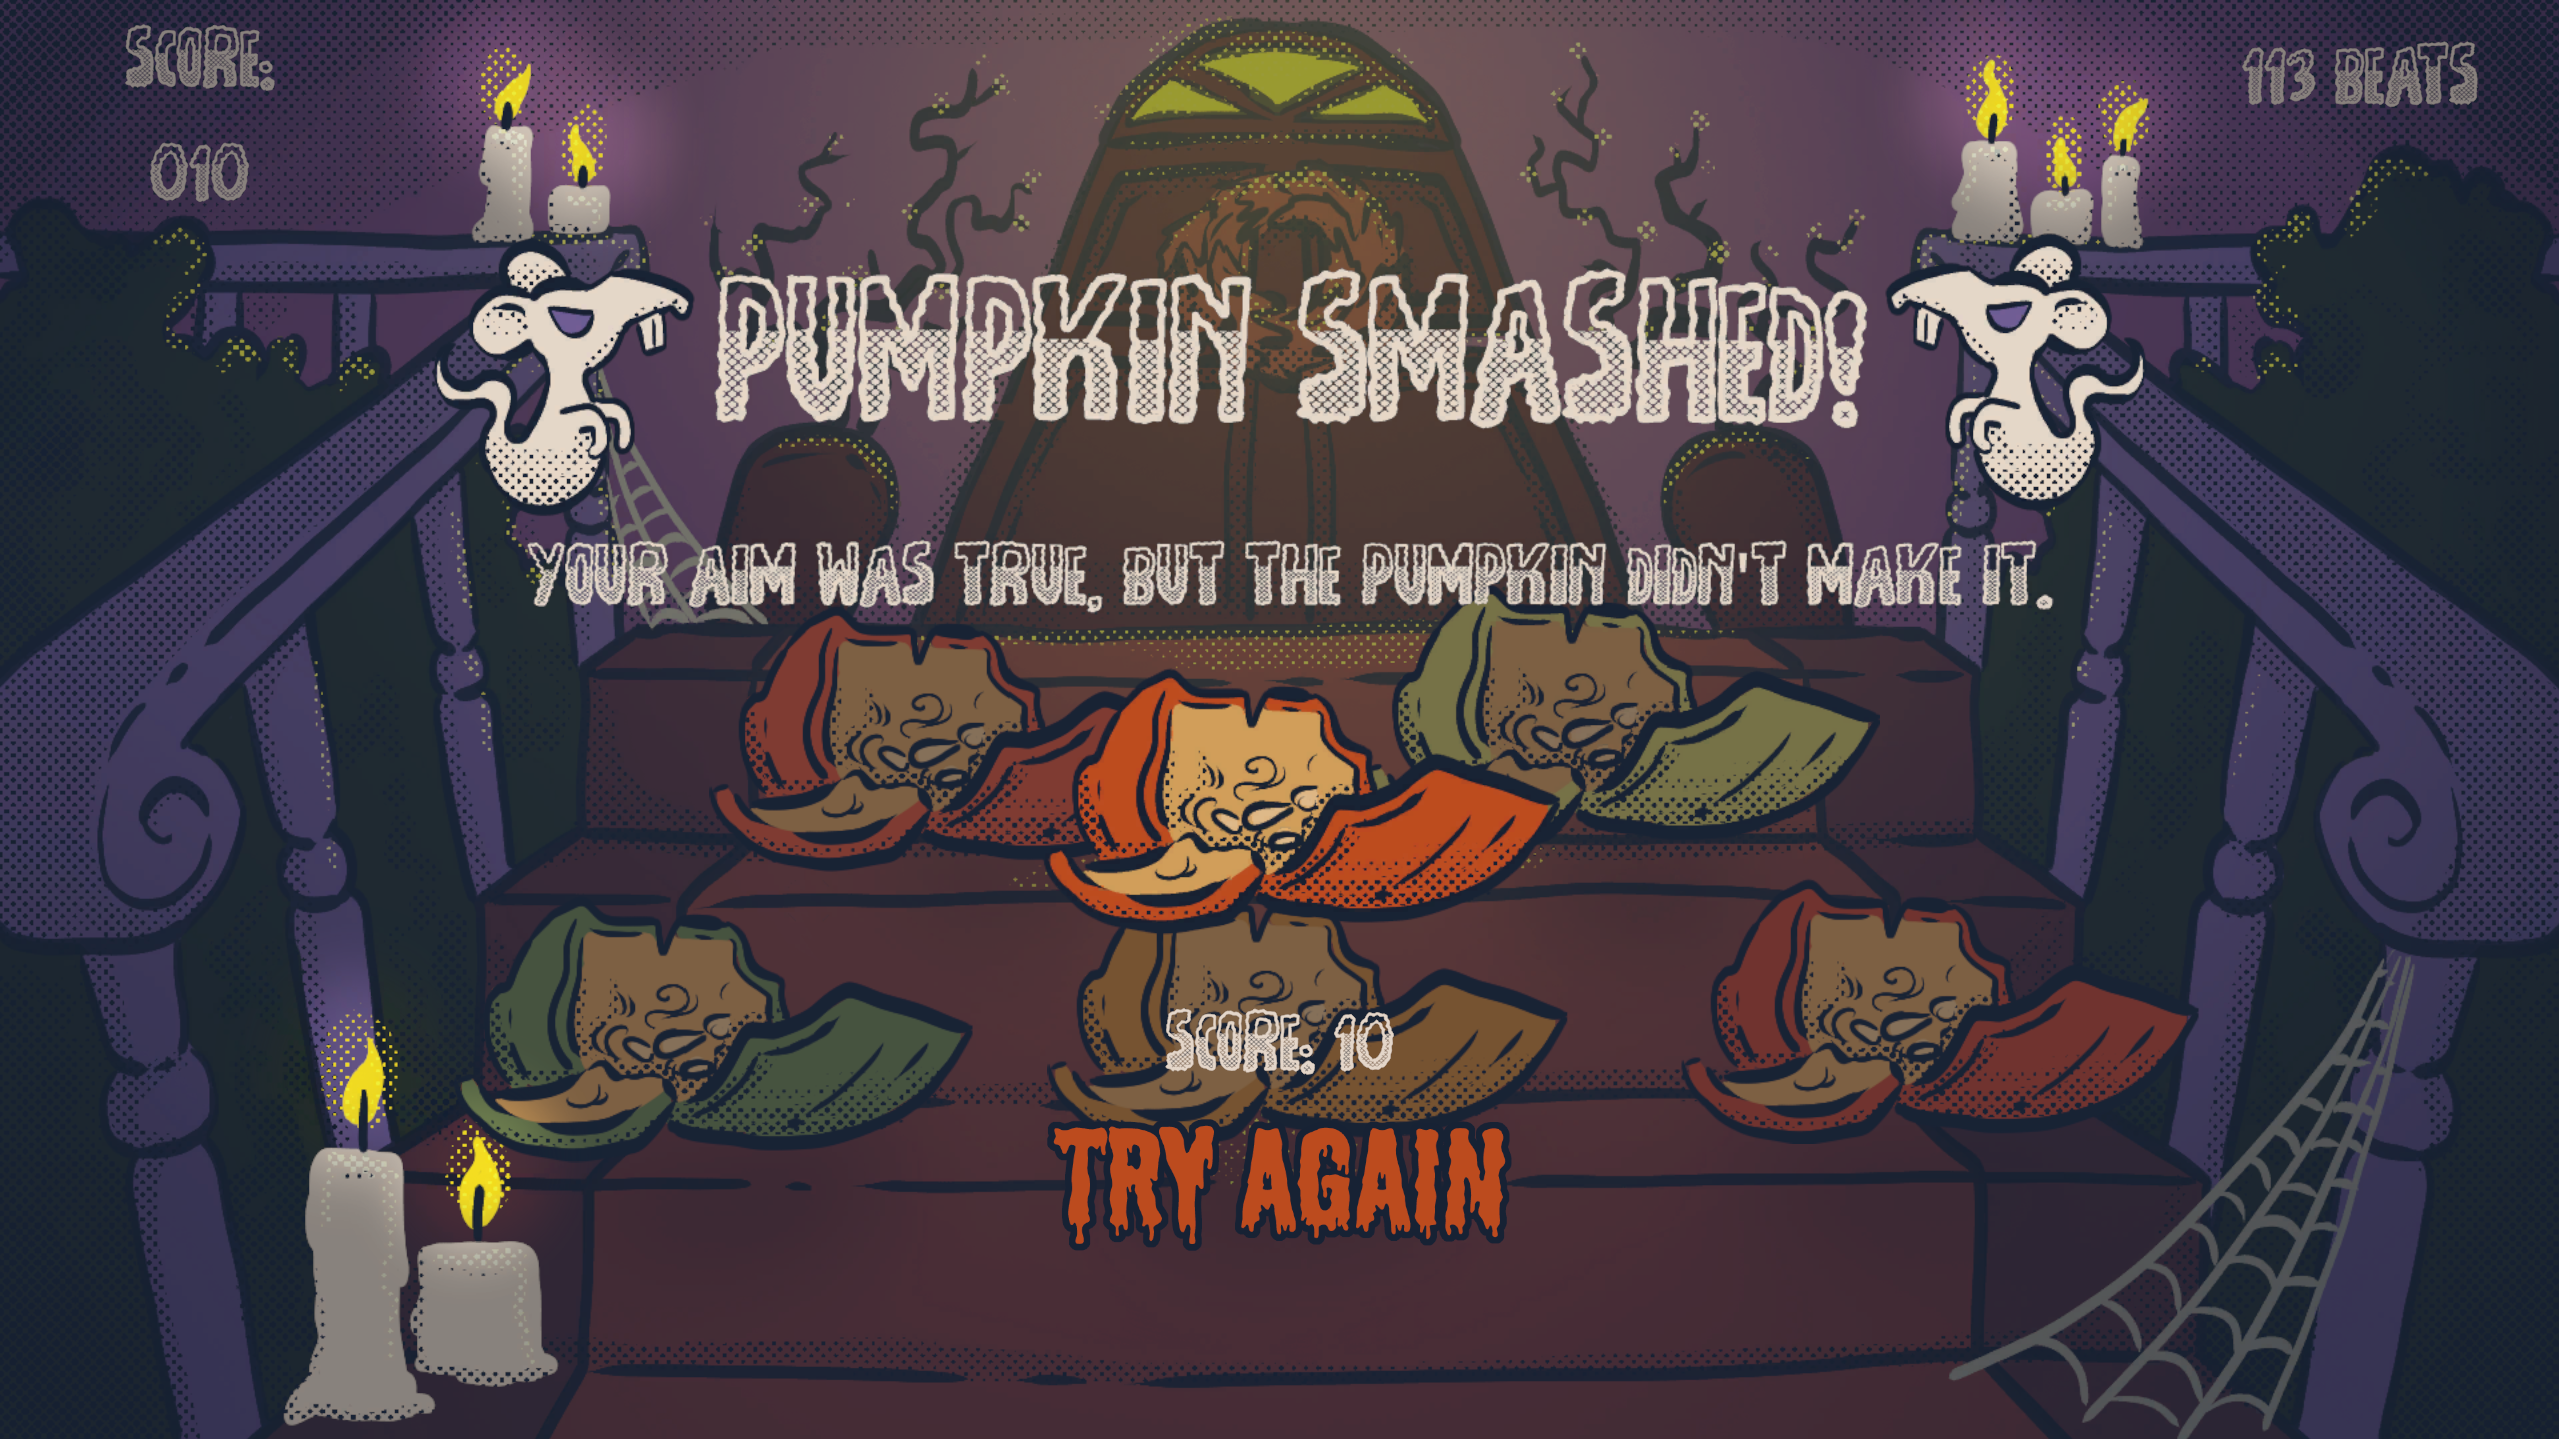 SCORE:
010
113 BEATS
PUMPKIN SMASHED!
YOUR AIM WAS TRUE, BUT THE PUMPKIN DIDN'T MAKE IT.
SCORE: 10
TRY AGAIN